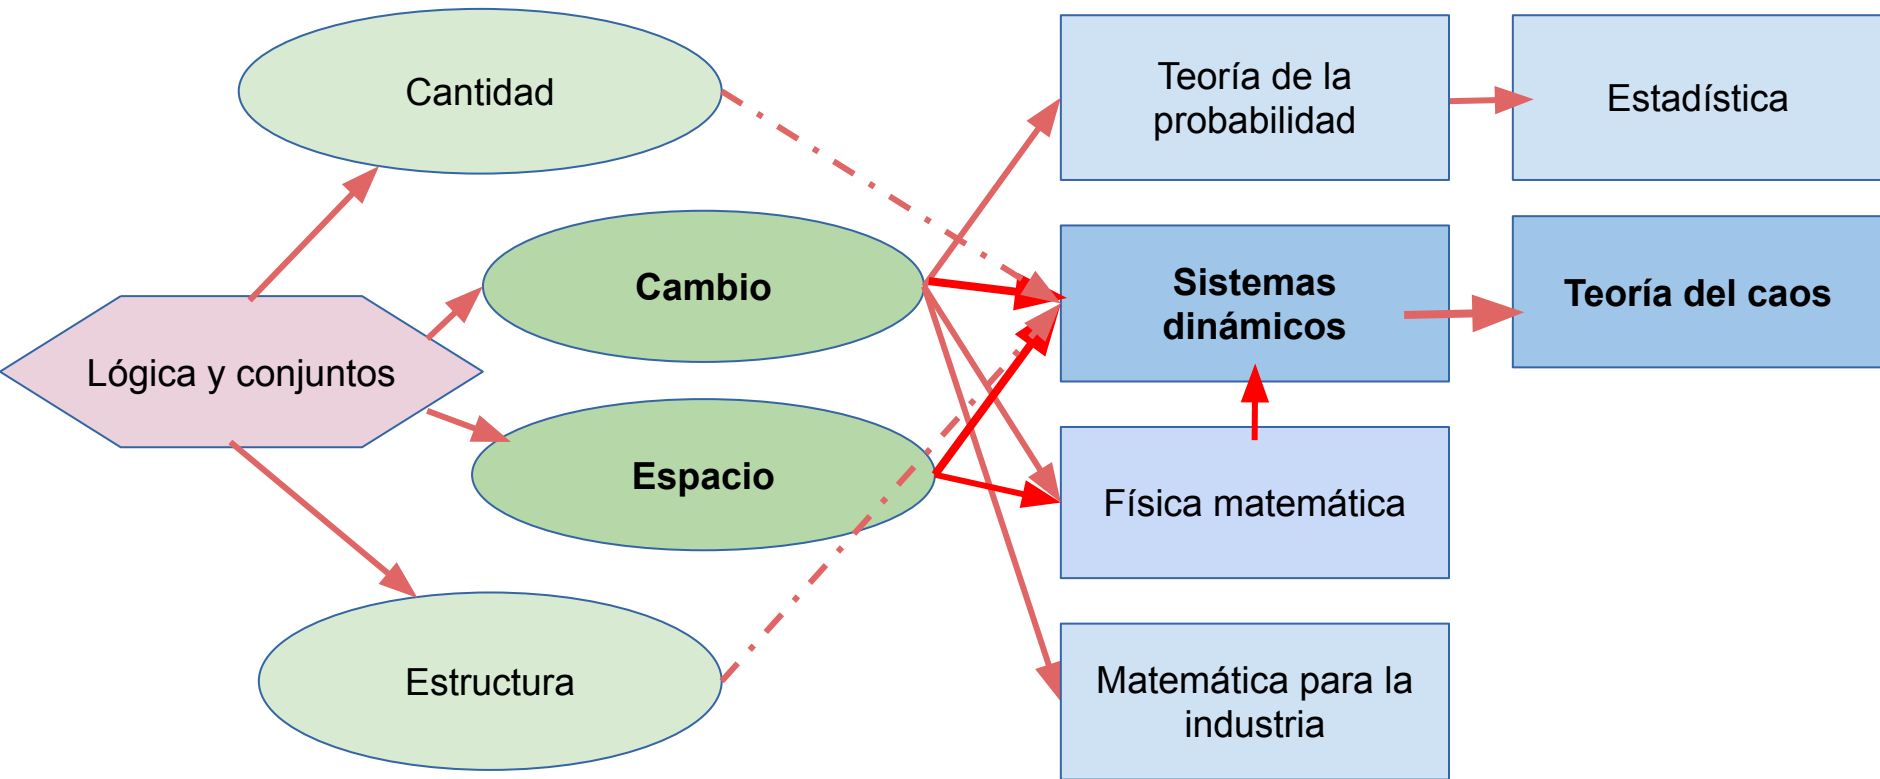 Cantidad
Cambio
Lógica y conjuntos
Espacio
Estructura
Teoría de la
probabilidad
Estadística
Sistemas
dinámicos
Teoría del caos
Física matemática
Matemática para la
industria